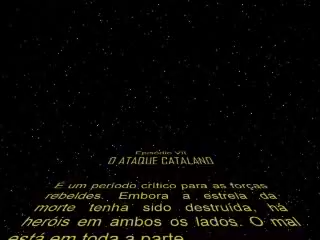 Episódio VII
O ATAQUE CATALANO
É um período crítico para as forças
rebeldes. Embora a estrela da
morte tenha sido destruída, há
heróis em ambos os lados. O mal
está em toda a parte